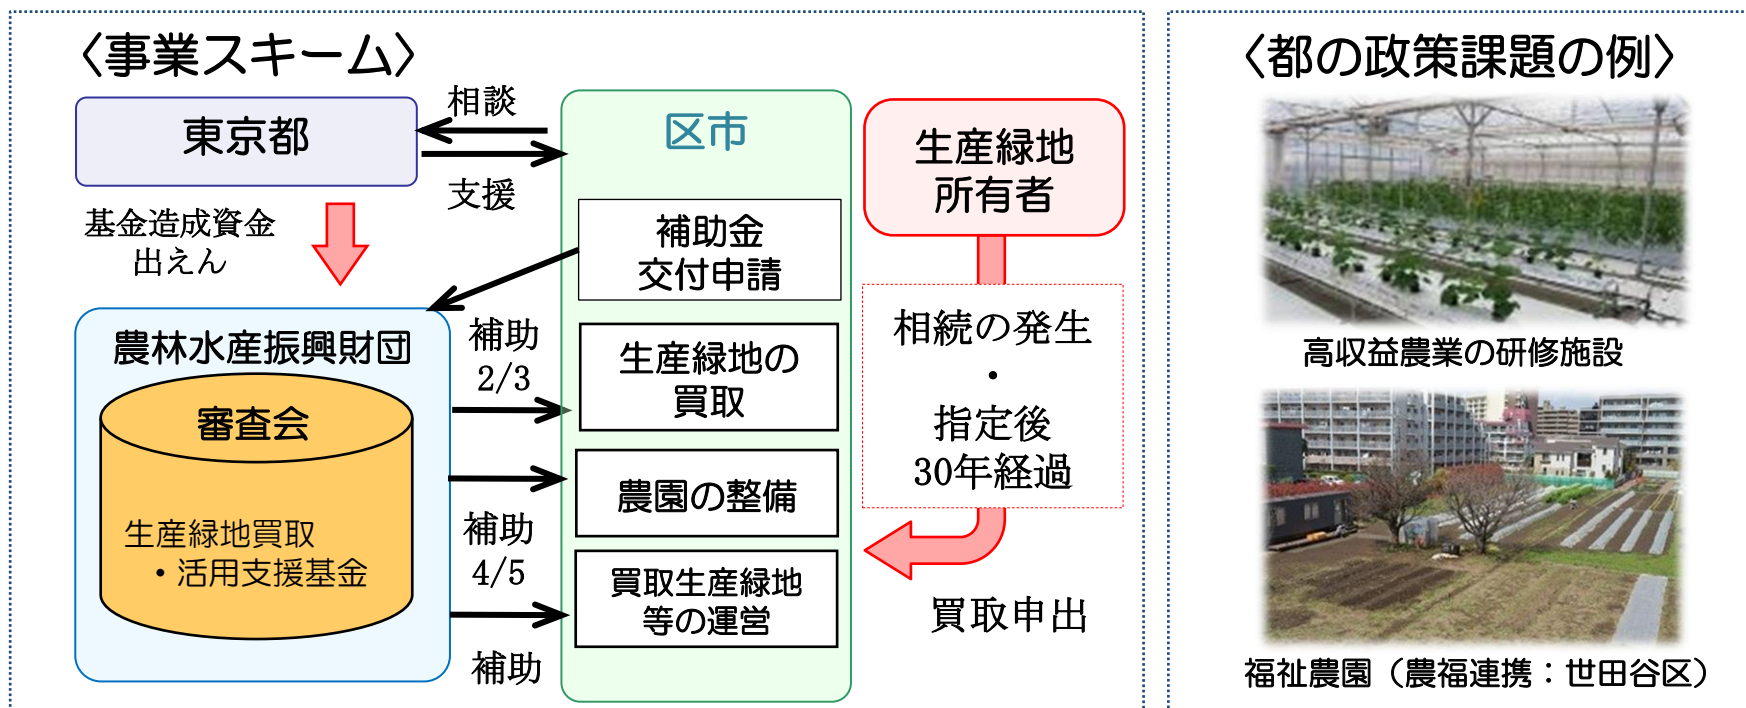 〈事業スキーム〉
東京都
相談
支援
基金造成資金
出えん
区市
補助金
交付申請
生産緑地
所有者
農林水産振興財団
審査会
生産緑地買取
・活用支援基金
補助
2/3
生産緑地の
買取
農園の整備
補助
4/5
買取生産緑地
等の運営
補助
相続の発生
・
指定後
30年経過
買取申出
〈都の政策課題の例〉
高収益農業の研修施設
福祉農園（農福連携：世田谷区）